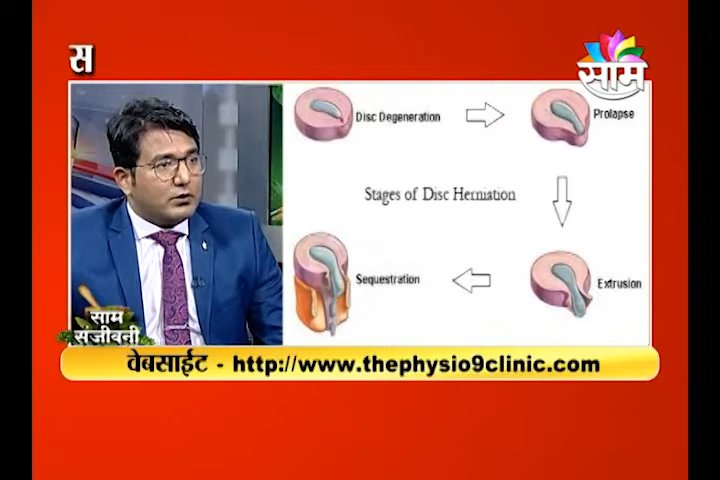 स
साम
Disc Degeneration
Prolapse
Stages of Disc Herniation
Sequestration
Extrusion
साम
संजीवनी
वेबसाईट - http://www.thephysio9clinic.com